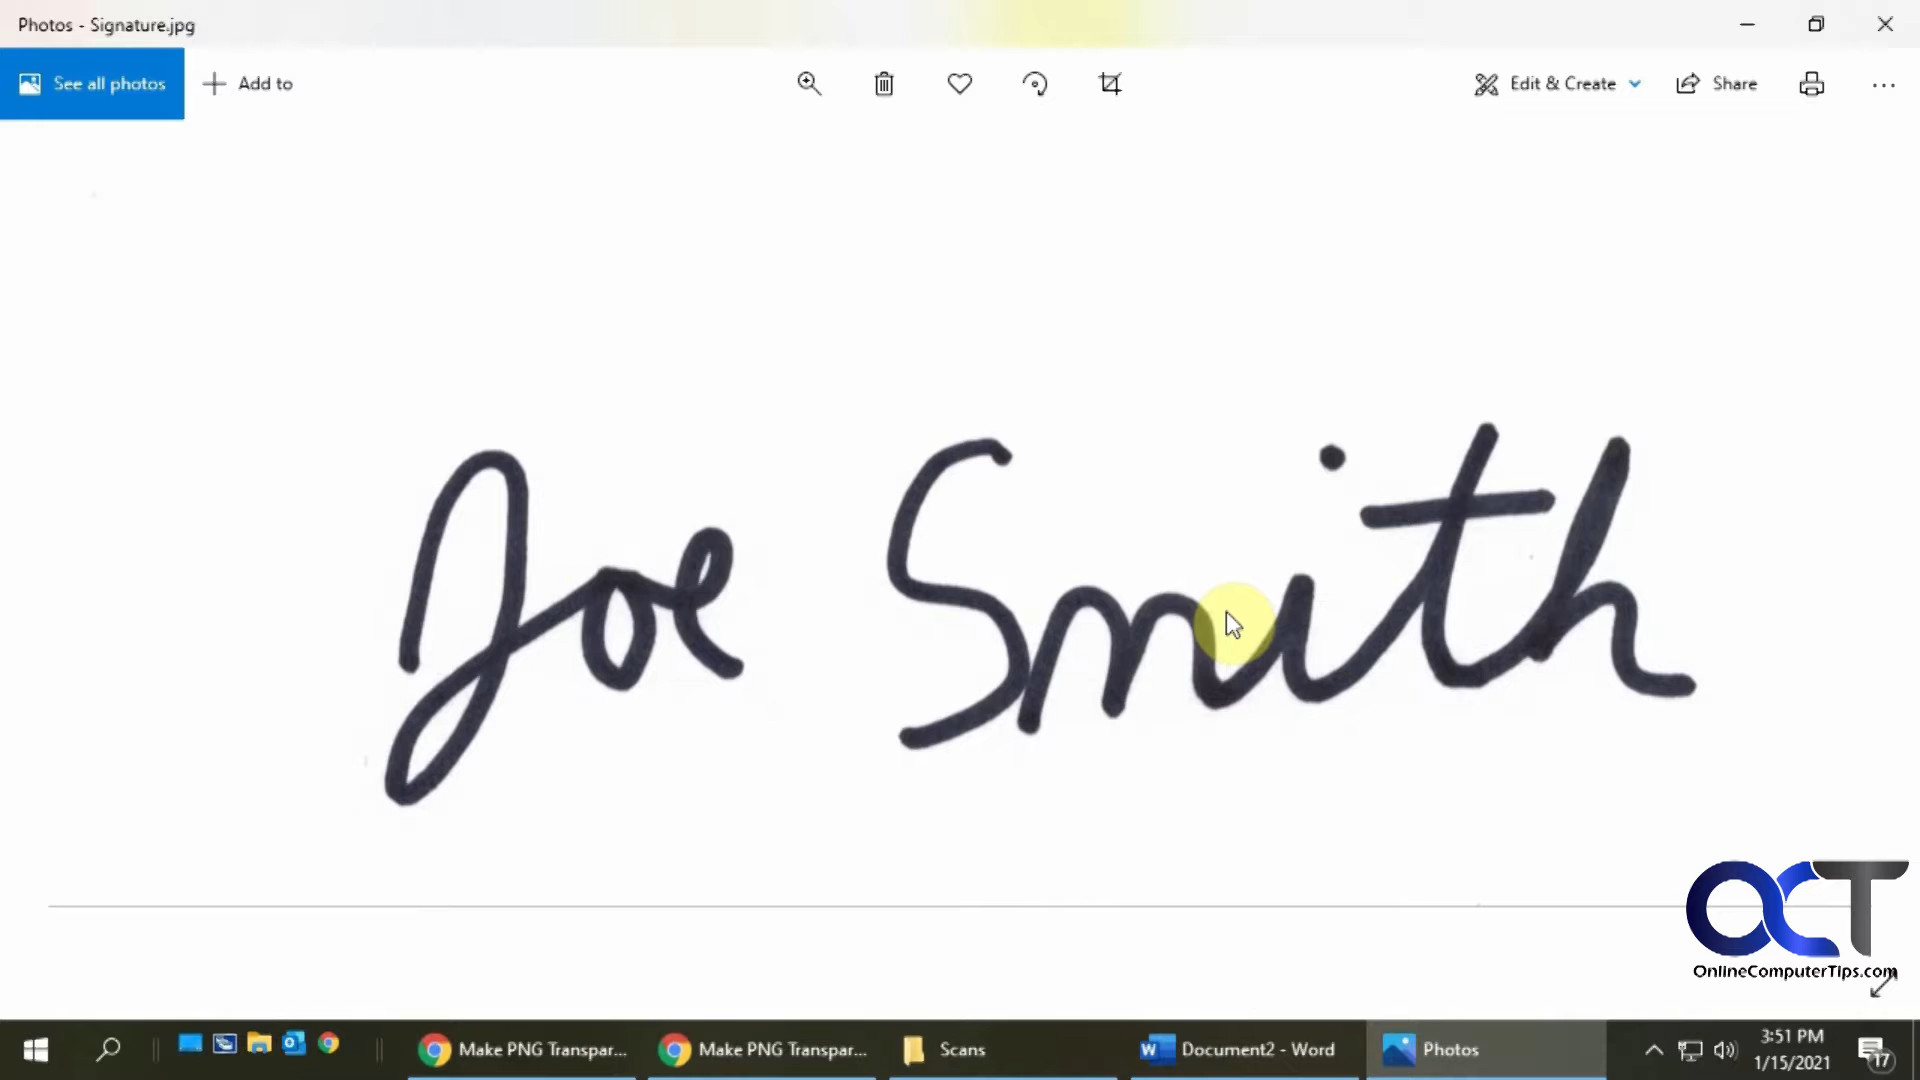 Photos - Signature.jpg
See all photos
Add to
Edit & Create
Share
Joe Smith
OCT
OnlineComputerTips.com
Make PNG Transpar...
Make PNG Transpar...
Scans
Document2 - Word
Photos
3:51 PM
1/15/2021
17